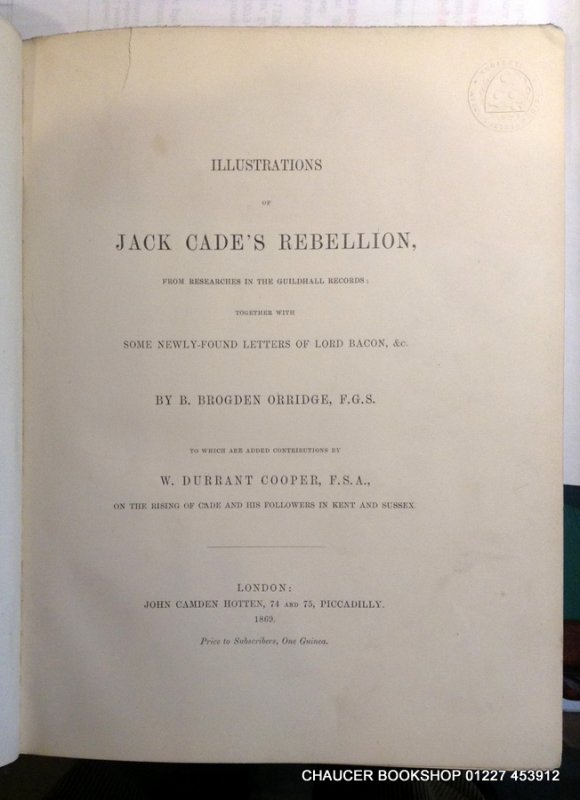 ILLUSTRATIONS
OF
JACK CADE'S REBELLION,
FROM RESEARCHES IN THE GUILDHALL RECORDS;
TOGETHER WITH
SOME NEWLY-FOUND LETTERS OF LORD BACON, &c.
BY B. BROGDEN ORRIDGE, F.G.S.
TO WHICH ARE ADDED CONTRIBUTIONS BY
W. DURRANT COOPER, F.S.A.,
ON THE RISING OF CADE AND HIS FOLLOWERS IN KENT AND SUSSEX.
LONDON:
JOHN CAMDEN HOTTEN, 74 AND 75, PICCADILLY.
1869.
Price to Subscribers, One Guinea.
CHAUCER BOOKSHOP 01227 453912